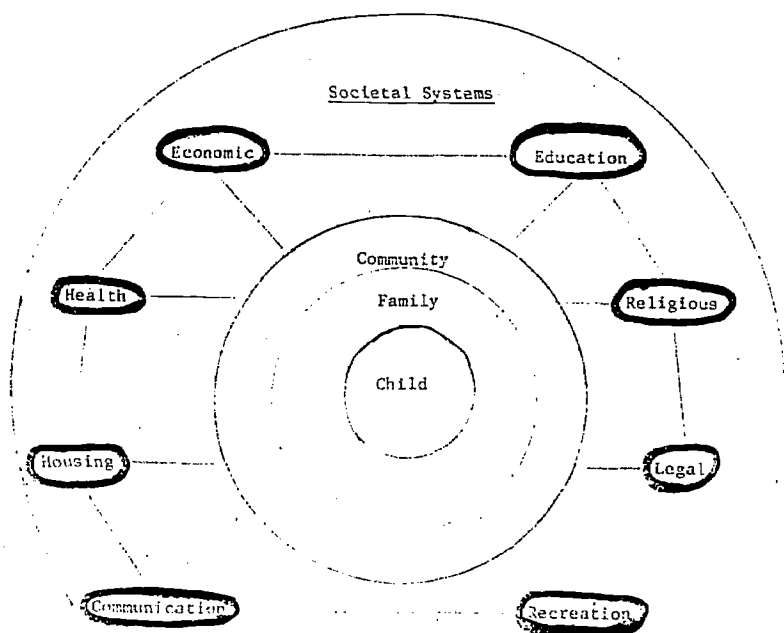 Societal Systems
Economic
Education
Community
Health
Family
Religious
Child
Housing
Legal
Communication
Recreation